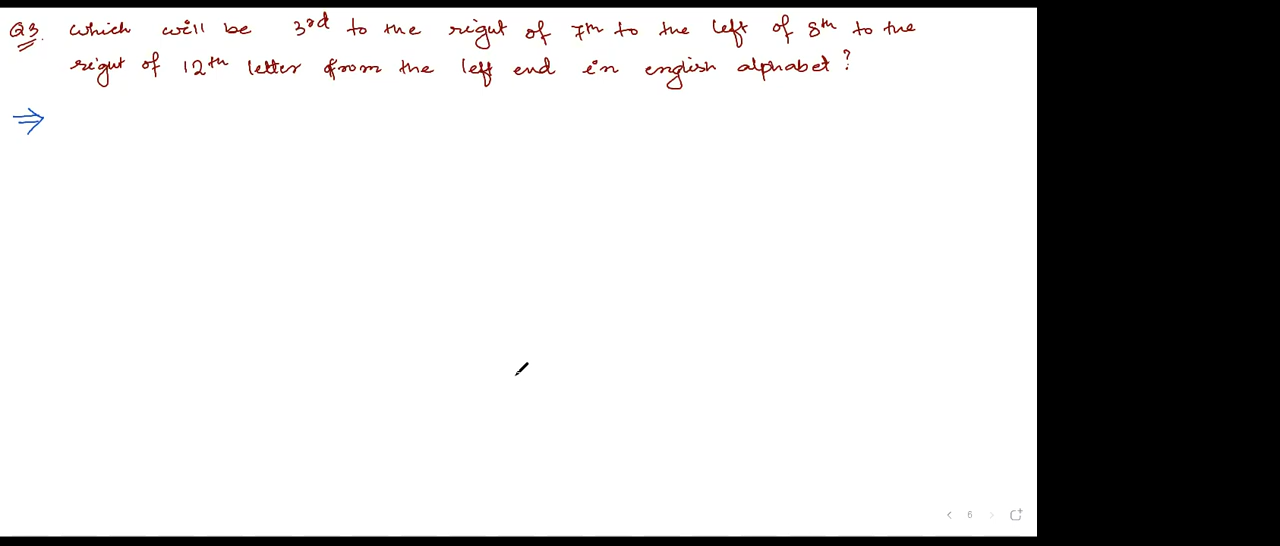 Q3. Which will be 3rd to the right of 7th to the left of 8th to the
right of 12th letter from the left end in english alphabet?
⇒
6